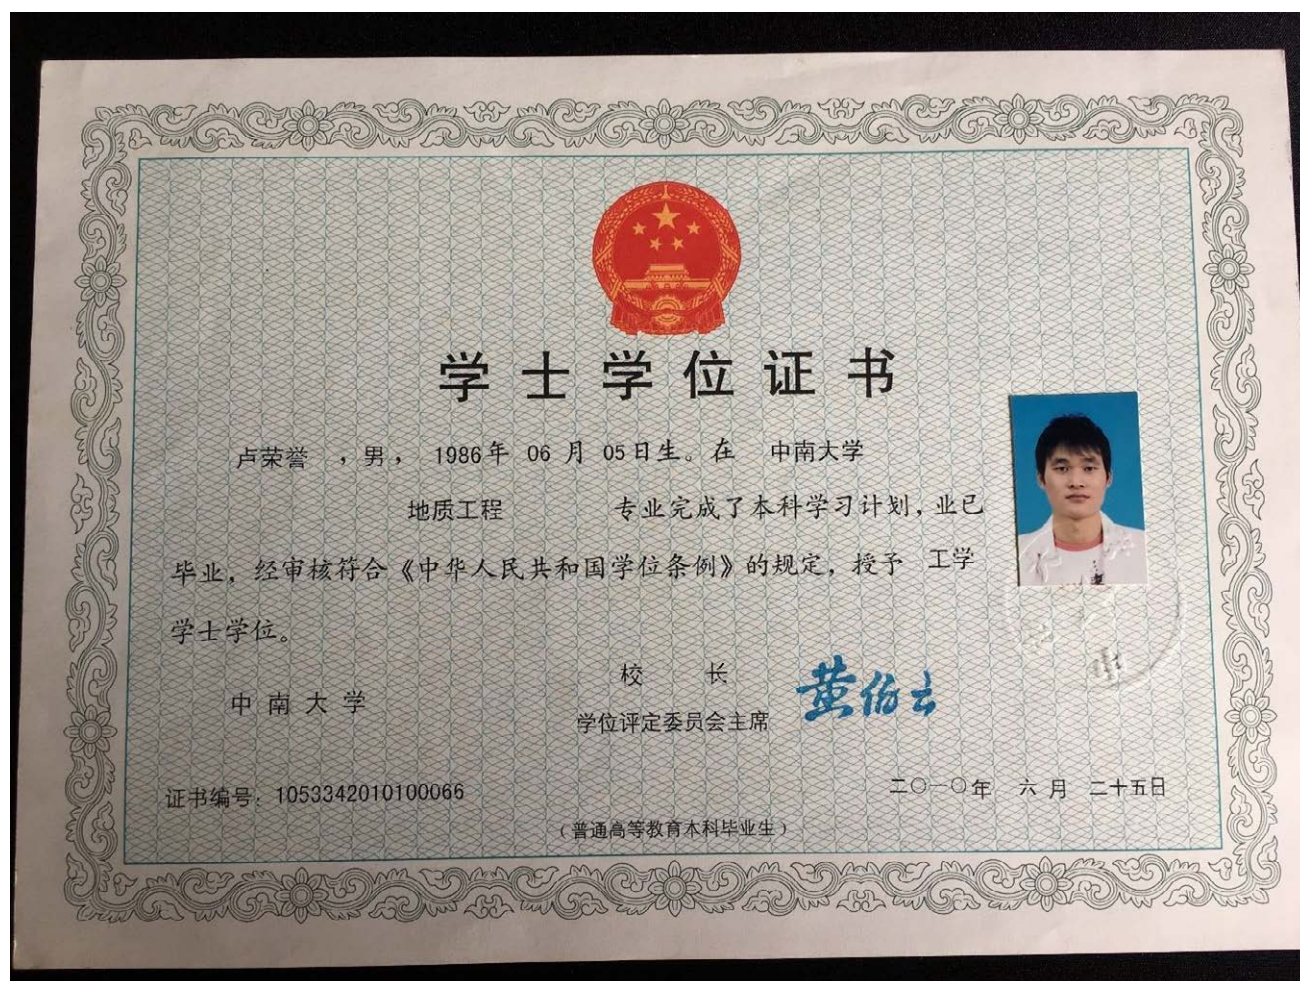 学士学位证书
卢荣誉 ，男， 1986年 06 月 05日生。在 中南大学
地质工程 专业完成了本科学习计划，业已
毕业，经审核符合《中华人民共和国学位条例》的规定，授予 工学
学士学位。
校 长
中南大学
黄伯云
学位评定委员会主席
证书编号：1053342010100066
二〇一〇年 六月 二十五日
（普通高等教育本科毕业生）